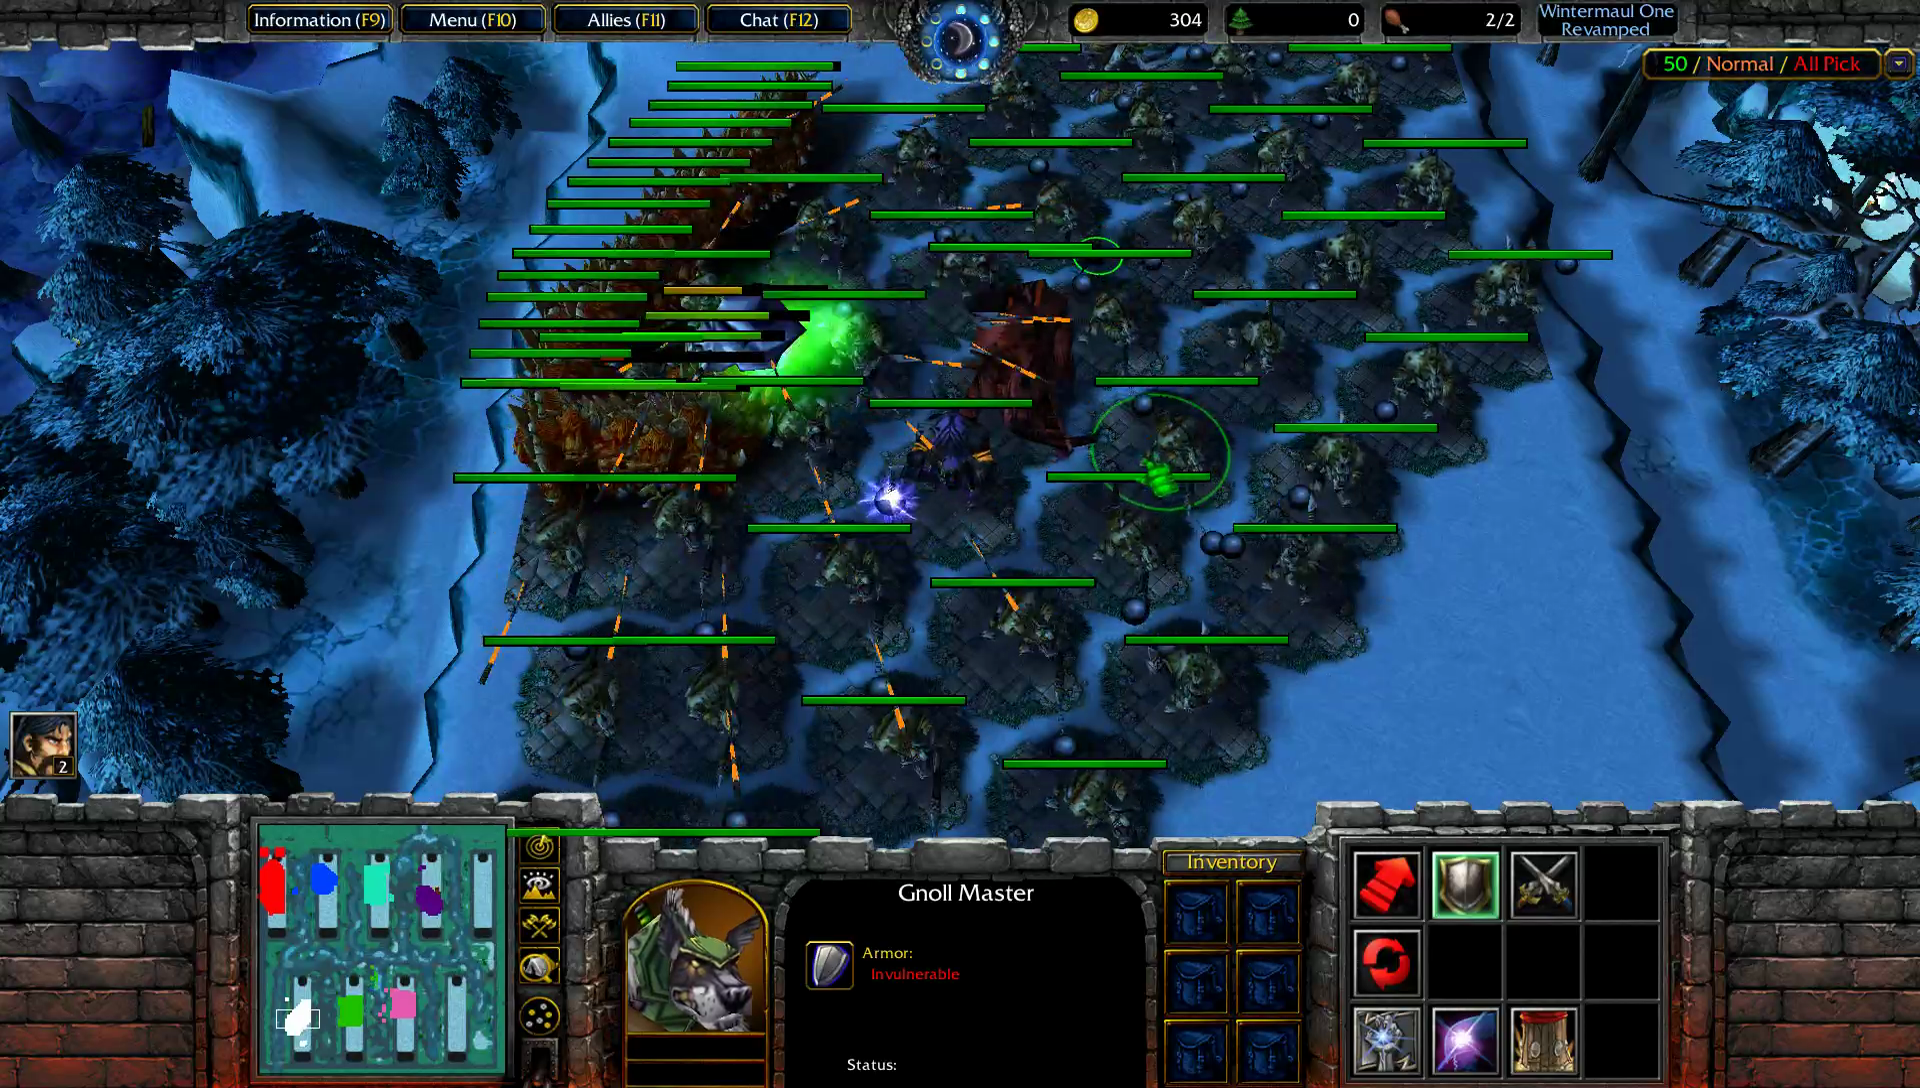 Information (F9)
Menu (F10)
Allies (F11)
Chat (F12)
304
0
2/2
Wintermaul One
Revamped
50 / Normal / All Pick
2
Gnoll Master
Inventory
Armor:
Invulnerable
Status: